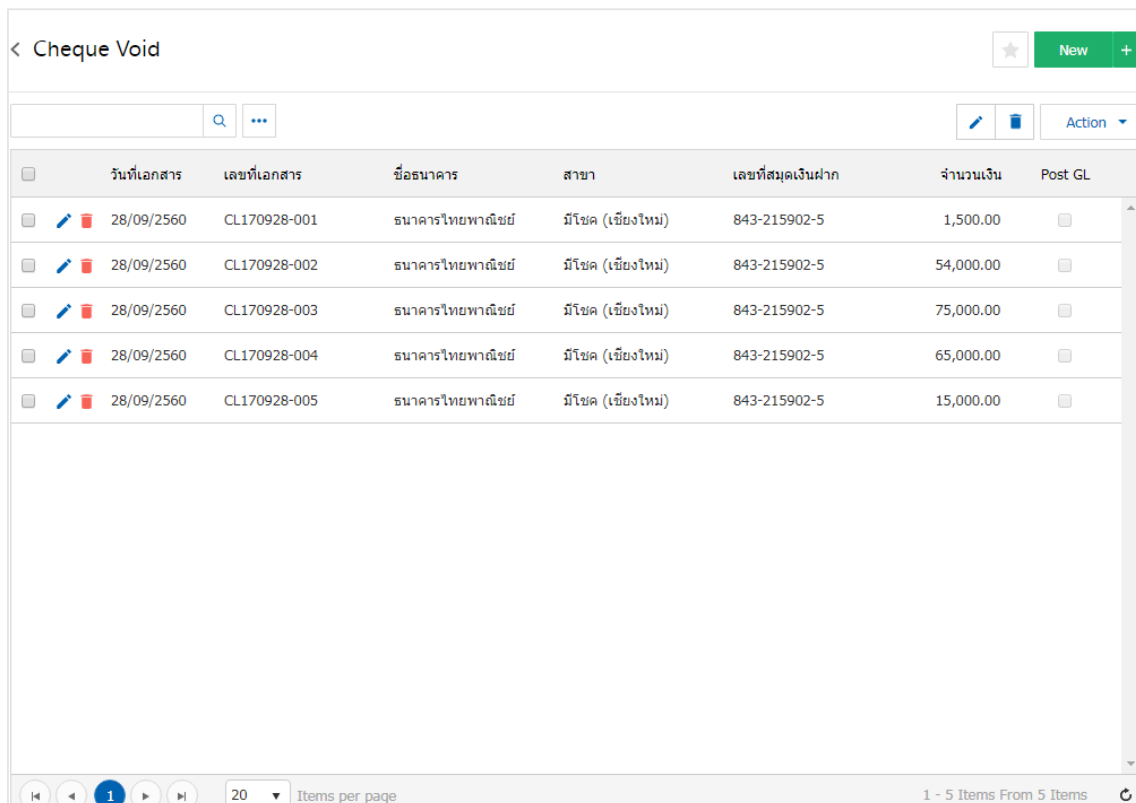 Cheque Void
New +
Action
วันที่เอกสาร เลขที่เอกสาร ชื่อธนาคาร สาขา เลขที่สมุดเงินฝาก จำนวนเงิน Post GL
28/09/2560 CL170928-001 ธนาคารไทยพาณิชย์ มีโชค (เชียงใหม่) 843-215902-5 1,500.00
28/09/2560 CL170928-002 ธนาคารไทยพาณิชย์ มีโชค (เชียงใหม่) 843-215902-5 54,000.00
28/09/2560 CL170928-003 ธนาคารไทยพาณิชย์ มีโชค (เชียงใหม่) 843-215902-5 75,000.00
28/09/2560 CL170928-004 ธนาคารไทยพาณิชย์ มีโชค (เชียงใหม่) 843-215902-5 65,000.00
28/09/2560 CL170928-005 ธนาคารไทยพาณิชย์ มีโชค (เชียงใหม่) 843-215902-5 15,000.00
1 20 Items per page 1 - 5 Items From 5 Items